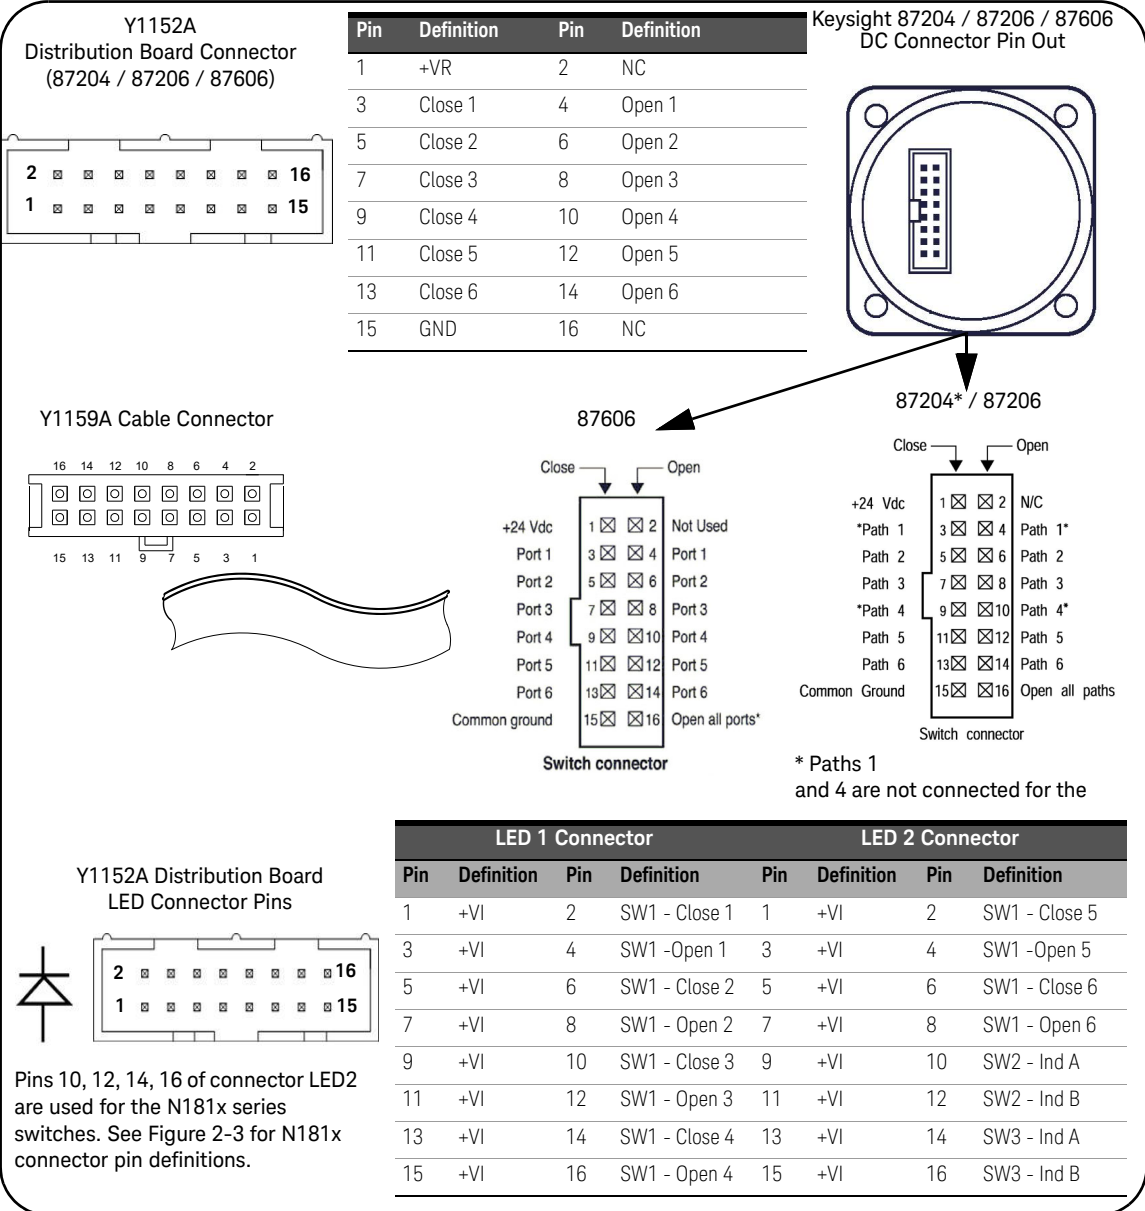 Y1152A
Distribution Board Connector
(87204 / 87206 / 87606)
2 16
1 15
Pin Definition Pin Definition
1 +VR 2 NC
3 Close 1 4 Open 1
5 Close 2 6 Open 2
7 Close 3 8 Open 3
9 Close 4 10 Open 4
11 Close 5 12 Open 5
13 Close 6 14 Open 6
15 GND 16 NC
Keysight 87204 / 87206 / 87606
DC Connector Pin Out
Y1159A Cable Connector
16 14 12 10 8 6 4 2
15 13 11 9 7 5 3 1
87606
Close Open
+24 Vdc 1 2 Not Used
Port 1 3 4 Port 1
Port 2 5 6 Port 2
Port 3 7 8 Port 3
Port 4 9 10 Port 4
Port 5 11 12 Port 5
Port 6 13 14 Port 6
Common ground 15 16 Open all ports*
Switch connector
87204* / 87206
Close Open
+24 Vdc 1 2 N/C
*Path 1 3 4 Path 1*
Path 2 5 6 Path 2
Path 3 7 8 Path 3
*Path 4 9 10 Path 4*
Path 5 11 12 Path 5
Path 6 13 14 Path 6
Common Ground 15 16 Open all paths
Switch connector
* Paths 1
and 4 are not connected for the
Y1152A Distribution Board
LED Connector Pins
2 16
1 15
Pins 10, 12, 14, 16 of connector LED2
are used for the N181x series
switches. See Figure 2-3 for N181x
connector pin definitions.
LED 1 Connector LED 2 Connector
Pin Definition Pin Definition Pin Definition Pin Definition
1 +VI 2 SW1 - Close 1 1 +VI 2 SW1 - Close 5
3 +VI 4 SW1 -Open 1 3 +VI 4 SW1 -Open 5
5 +VI 6 SW1 - Close 2 5 +VI 6 SW1 - Close 6
7 +VI 8 SW1 - Open 2 7 +VI 8 SW1 - Open 6
9 +VI 10 SW1 - Close 3 9 +VI 10 SW2 - Ind A
11 +VI 12 SW1 - Open 3 11 +VI 12 SW2 - Ind B
13 +VI 14 SW1 - Close 4 13 +VI 14 SW3 - Ind A
15 +VI 16 SW1 - Open 4 15 +VI 16 SW3 - Ind B